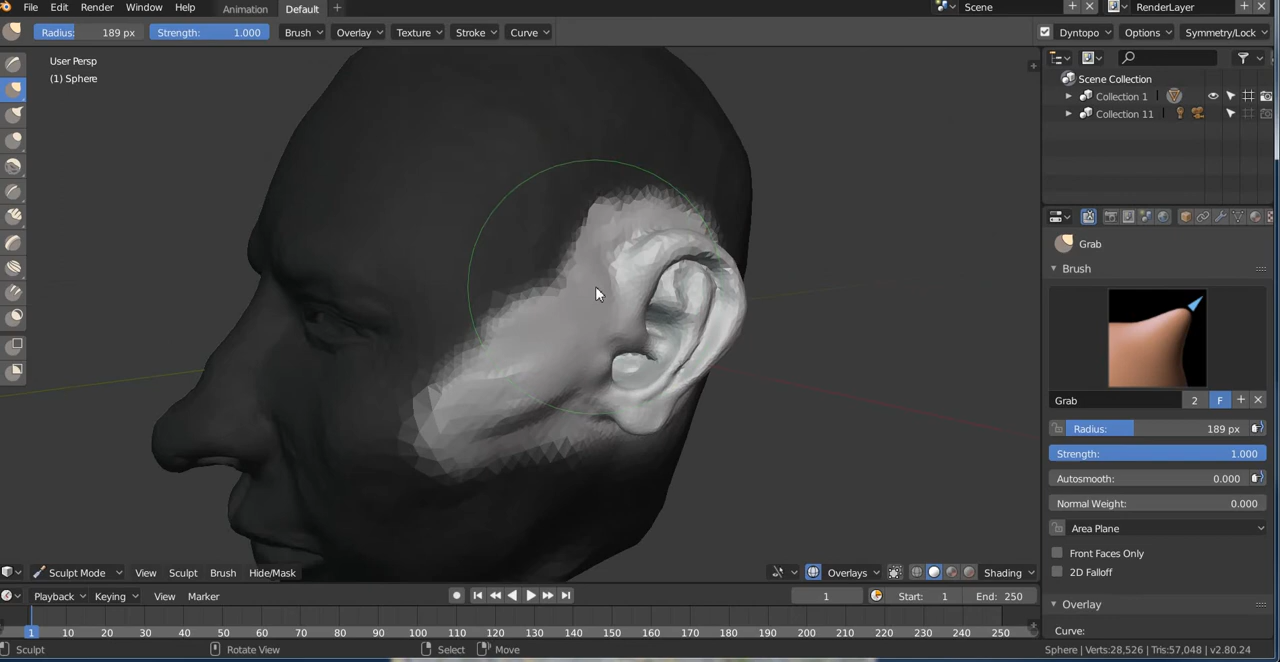 File Edit Render Window Help Animation Default + Scene RenderLayer
Radius: 189 px Strength: 1.000 Brush Overlay Texture Stroke Curve Dyntopo Options Symmetry/Lock
User Persp
(1) Sphere
Scene Collection
Collection 1
Collection 11
Grab
Brush
Grab 2 F
Radius: 189 px
Strength: 1.000
Autosmooth: 0.000
Normal Weight: 0.000
Area Plane
Front Faces Only
2D Falloff
Overlay
Curve:
Sculpt Mode View Sculpt Brush Hide/Mask Overlays Shading
Playback Keying View Marker 1 Start: 1 End: 250
1 10 20 30 40 50 60 70 80 90 100 110 120 130 140 150 160 170 180 190 200 210 220 230 240 250
Sculpt Rotate View Select Move Sphere | Verts:28,526 | Tris:57,048 | v2.80.24